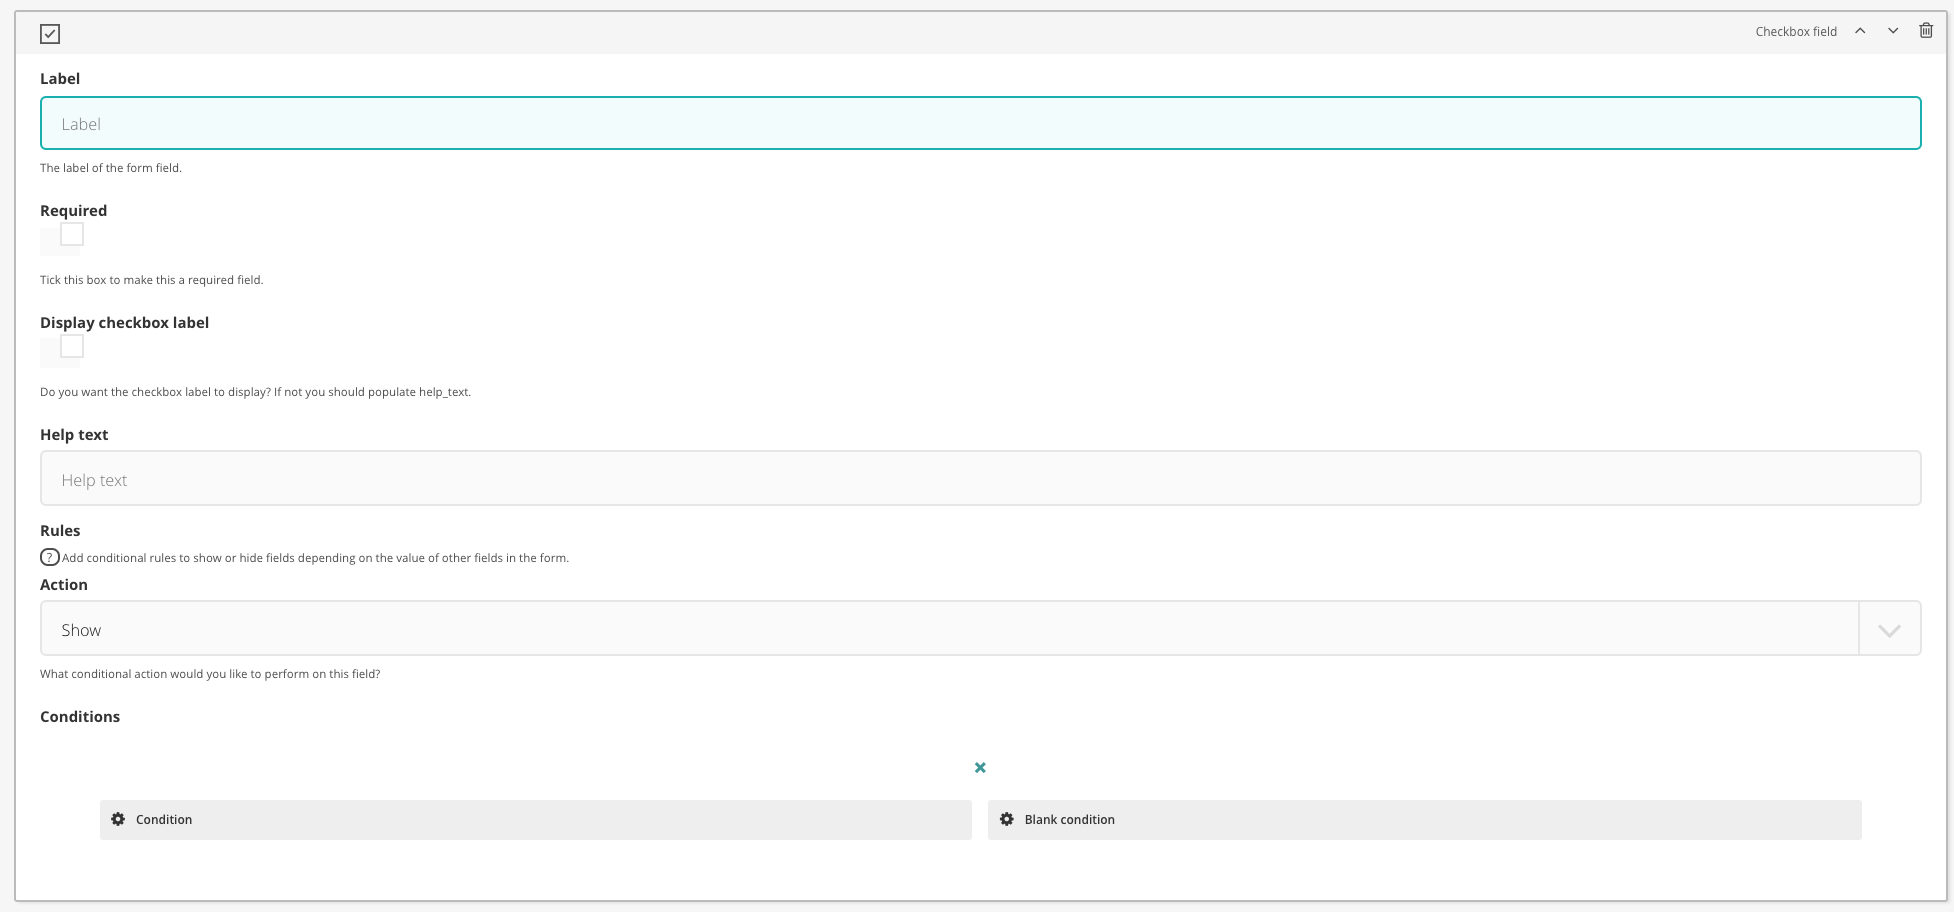 Checkbox field
Label
Label
The label of the form field.
Required
Tick this box to make this a required field.
Display checkbox label
Do you want the checkbox label to display? If not you should populate help_text.
Help text
Help text
Rules
? Add conditional rules to show or hide fields depending on the value of other fields in the form.
Action
Show
What conditional action would you like to perform on this field?
Conditions
Condition
Blank condition